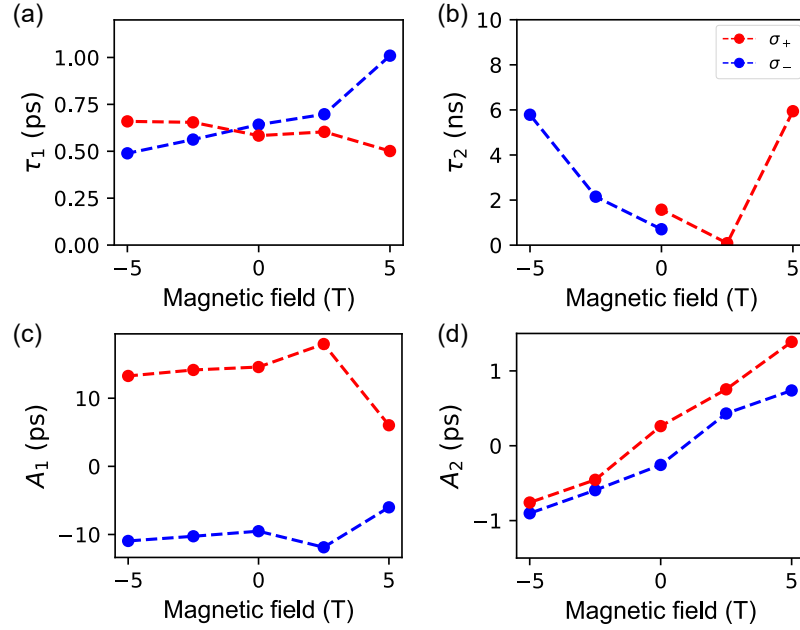 (a)
1.00
0.75
0.50
0.25
0.00
τ1 (ps)
−5
0
5
Magnetic field (T)
(b)
10
8
6
4
2
0
τ2 (ns)
σ+
σ−
−5
0
5
Magnetic field (T)
(c)
10
0
−10
A1 (ps)
−5
0
5
Magnetic field (T)
(d)
1
0
−1
A2 (ps)
−5
0
5
Magnetic field (T)